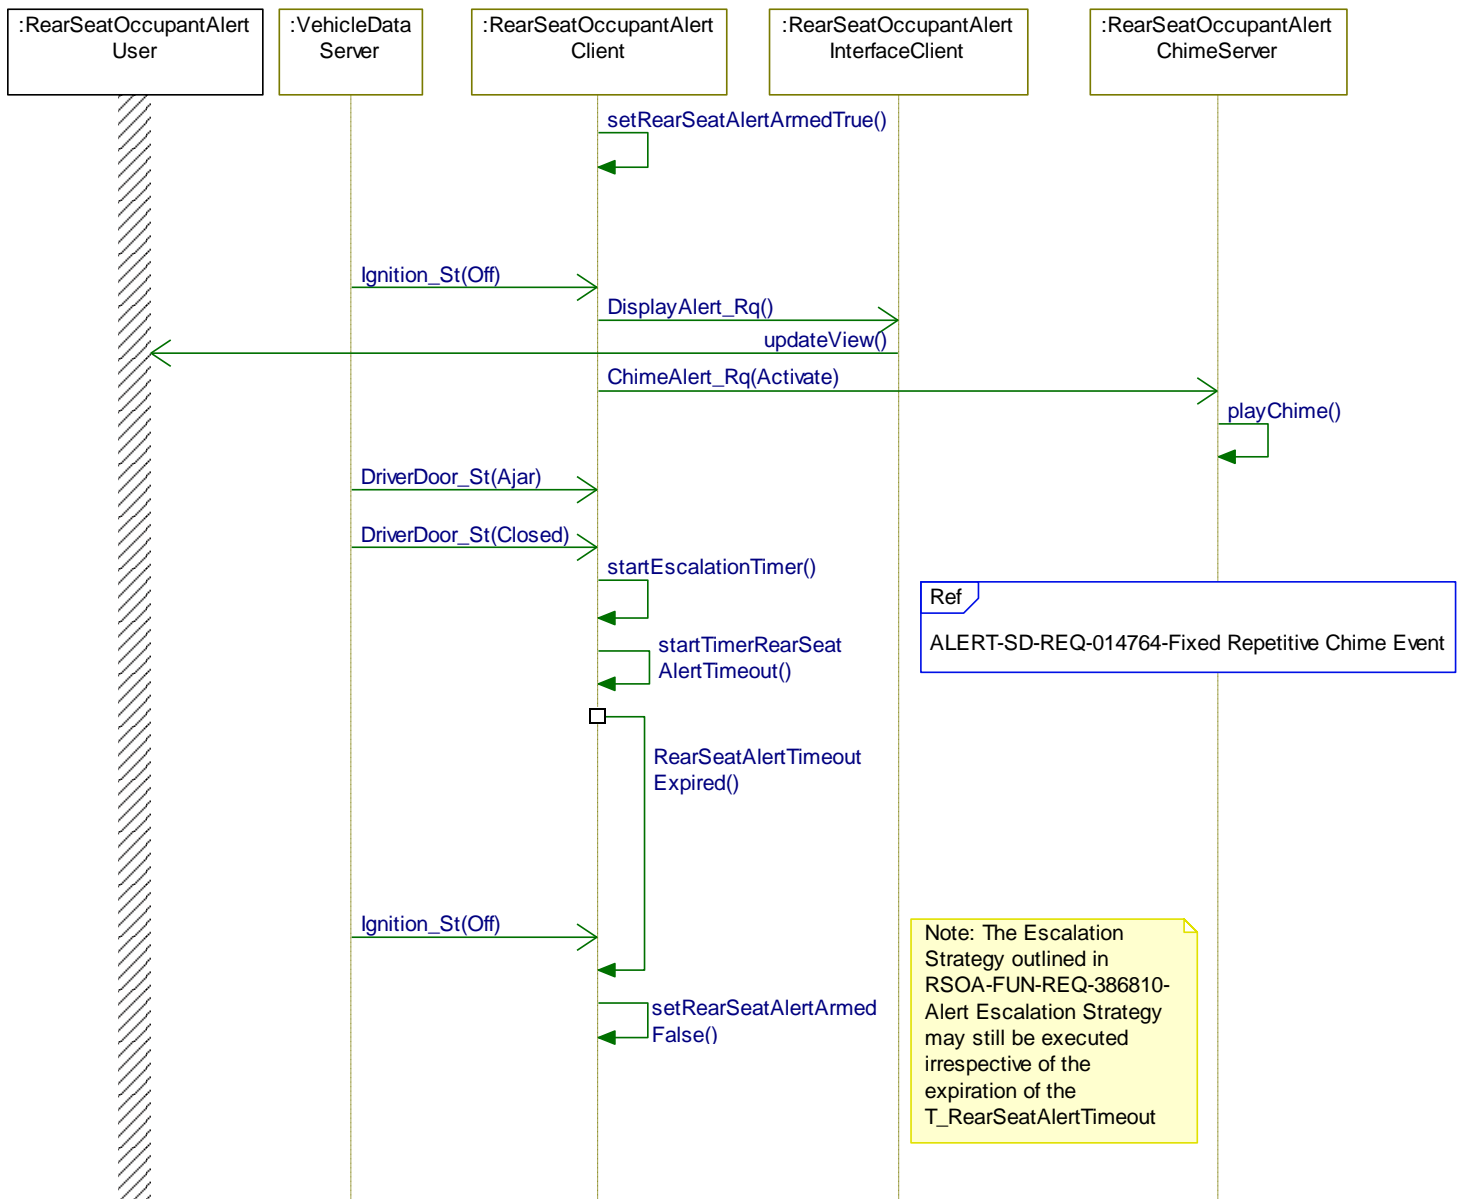 :RearSeatOccupantAlert
User
:VehicleData
Server
:RearSeatOccupantAlert
Client
:RearSeatOccupantAlert
InterfaceClient
:RearSeatOccupantAlert
ChimeServer
setRearSeatAlertArmedTrue()
Ignition_St(Off)
DisplayAlert_Rq()
updateView()
ChimeAlert_Rq(Activate)
playChime()
DriverDoor_St(Ajar)
DriverDoor_St(Closed)
startEscalationTimer()
Ref
ALERT-SD-REQ-014764-Fixed Repetitive Chime Event
startTimerRearSeat
AlertTimeout()
RearSeatAlertTimeout
Expired()
Ignition_St(Off)
Note: The Escalation
Strategy outlined in
RSOA-FUN-REQ-386810-
Alert Escalation Strategy
may still be executed
irrespective of the
expiration of the
T_RearSeatAlertTimeout
setRearSeatAlertArmed
False()